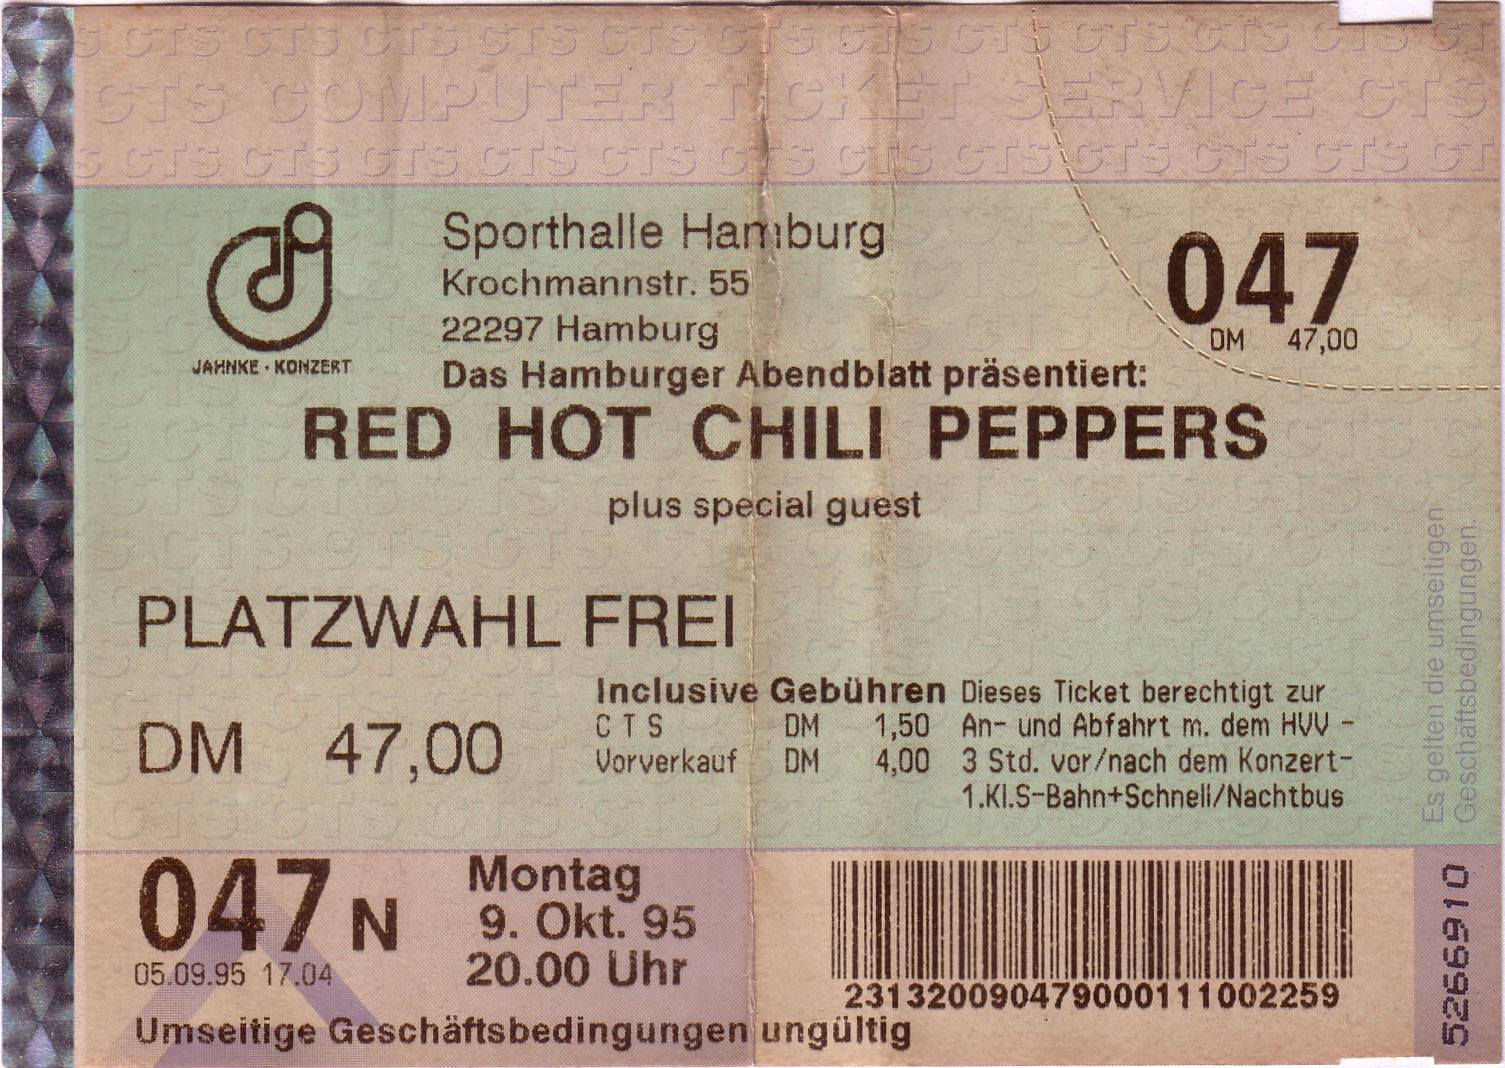 CTS CTS CTS CTS CTS CTS CTS CTS CTS CTS CTS CTS
CTS COMPUTER TICKET SERVICE CTS
CTS CTS CTS CTS CTS CTS CTS CTS CTS CTS CTS CTS
JAHNKE · KONZERT
Sporthalle Hamburg
Krochmannstr. 55
22297 Hamburg
047
DM 47,00
Das Hamburger Abendblatt präsentiert:
RED HOT CHILI PEPPERS
plus special guest
PLATZWAHL FREI
DM 47,00
Inclusive Gebühren
CTS DM 1,50
Vorverkauf DM 4,00
Dieses Ticket berechtigt zur
An- und Abfahrt m. dem HVV -
3 Std. vor/nach dem Konzert-
1.Kl.S-Bahn+Schnell/Nachtbus
Es gelten die umseitigen
Geschäftsbedingungen.
047 N
05.09.95 17.04
Montag
9. Okt. 95
20.00 Uhr
231320090479000111002259
5266910
Umseitige Geschäftsbedingungen ungültig